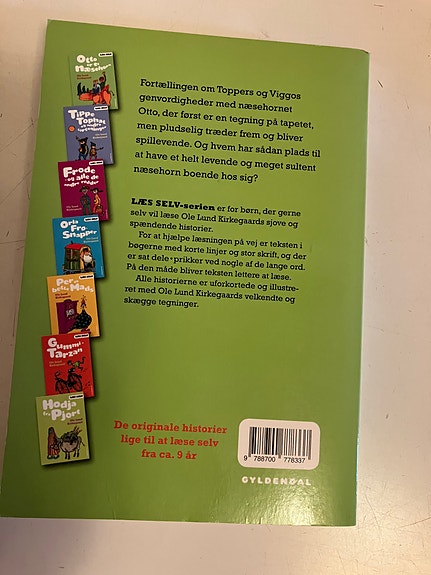 Otto
er et
Næsehorn
Tippe
Tophat
og andre
fortællinger
Frode
og alle de
andre rødder
Orla
Frø
Snapper
Per
og
bette
Mads
Gummi-
Tarzan
Hodja
fra
Pjort
Fortællingen om Toppers og Viggos
genvordigheder med næsehornet
Otto, der først er en tegning på tapetet,
men pludselig træder frem og bliver
spillevende. Og hvem har sådan plads til
at have et helt levende og meget sultent
næsehorn boende hos sig?
LÆS SELV-serien er for børn, der gerne
selv vil læse Ole Lund Kirkegaards sjove og
spændende historier.
For at hjælpe læsningen på vej er teksten i
bøgerne med korte linjer og stor skrift, og der
er sat dele•prikker ved nogle af de lange ord.
På den måde bliver teksten lettere at læse.
Alle historierne er uforkortede og illustre-
ret med Ole Lund Kirkegaards velkendte og
skægge tegninger.
De originale historier
lige til at læse selv
fra ca. 9 år
9 788700 778337
GYLDENDAL